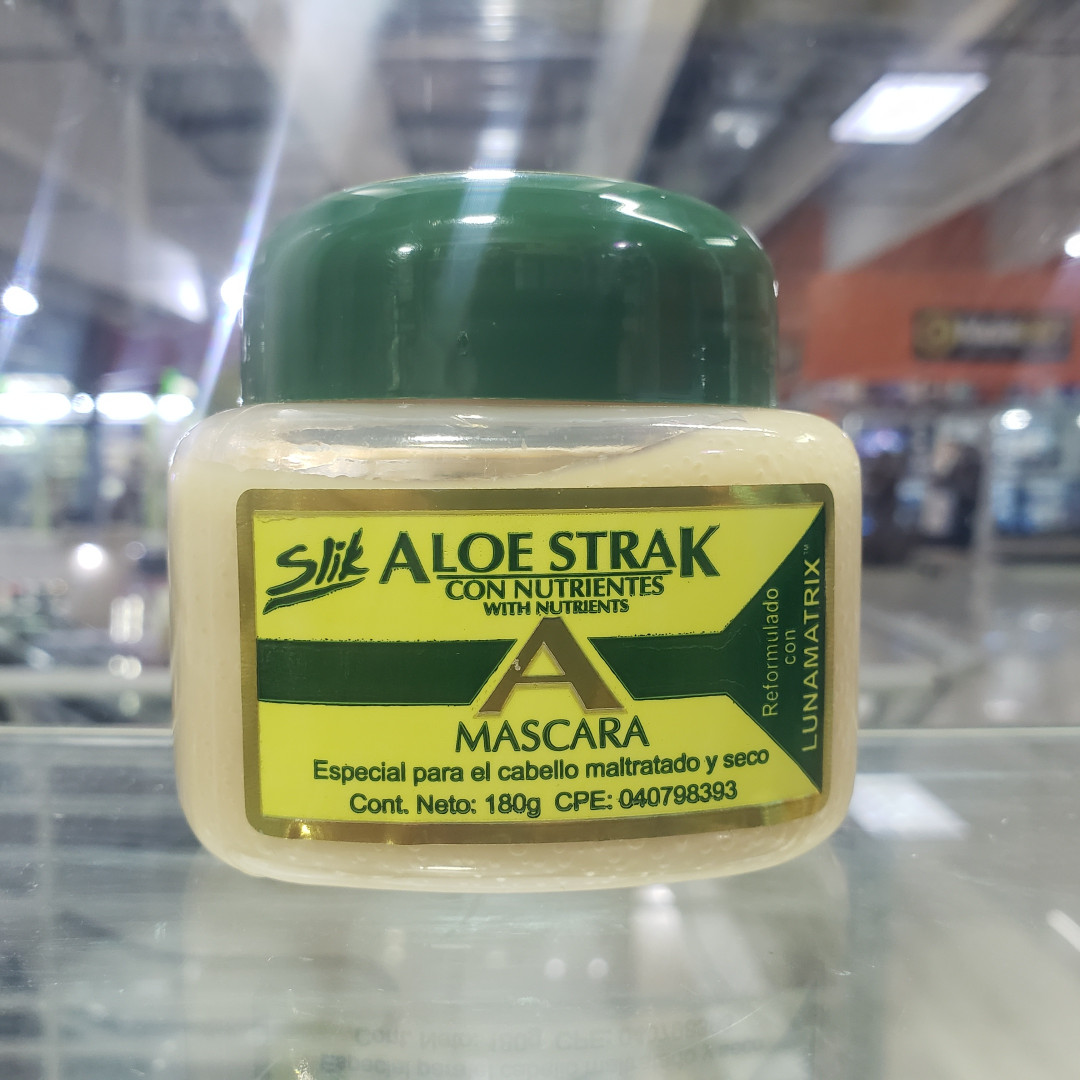 Slik ALOE STRAK
CON NUTRIENTES
WITH NUTRIENTS
A
MASCARA
Especial para el cabello maltratado y seco
Cont. Neto: 180g CPE: 040798393
Reformulado
con
LUNAMATRIX™